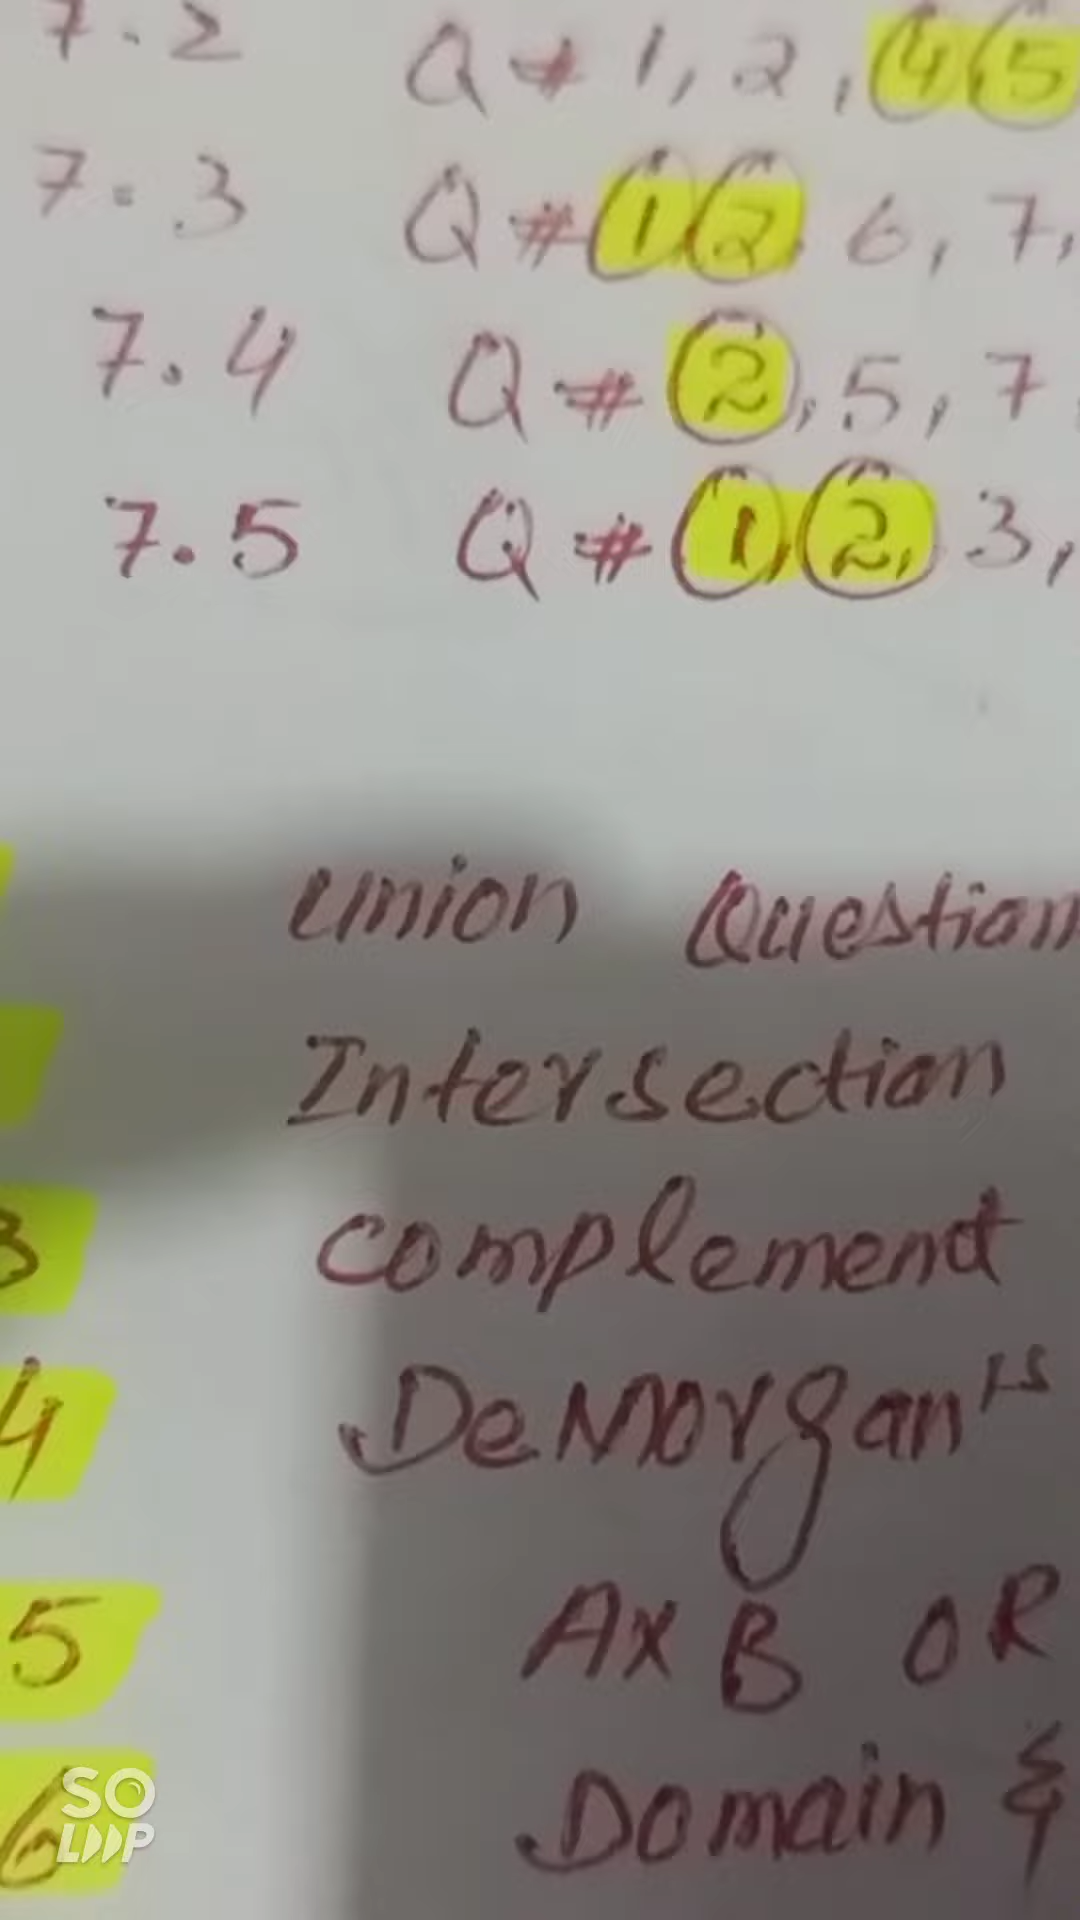 7.2 Q # 1, 2, 4, 5
7.3 Q # 1, 2, 6, 7,
7.4 Q # 2, 5, 7
7.5 Q # 1, 2, 3,
Union Question
Intersection
3 Complement
4 DeMorgan's
5 AxB OR
6 Domain &
SO
LOOP